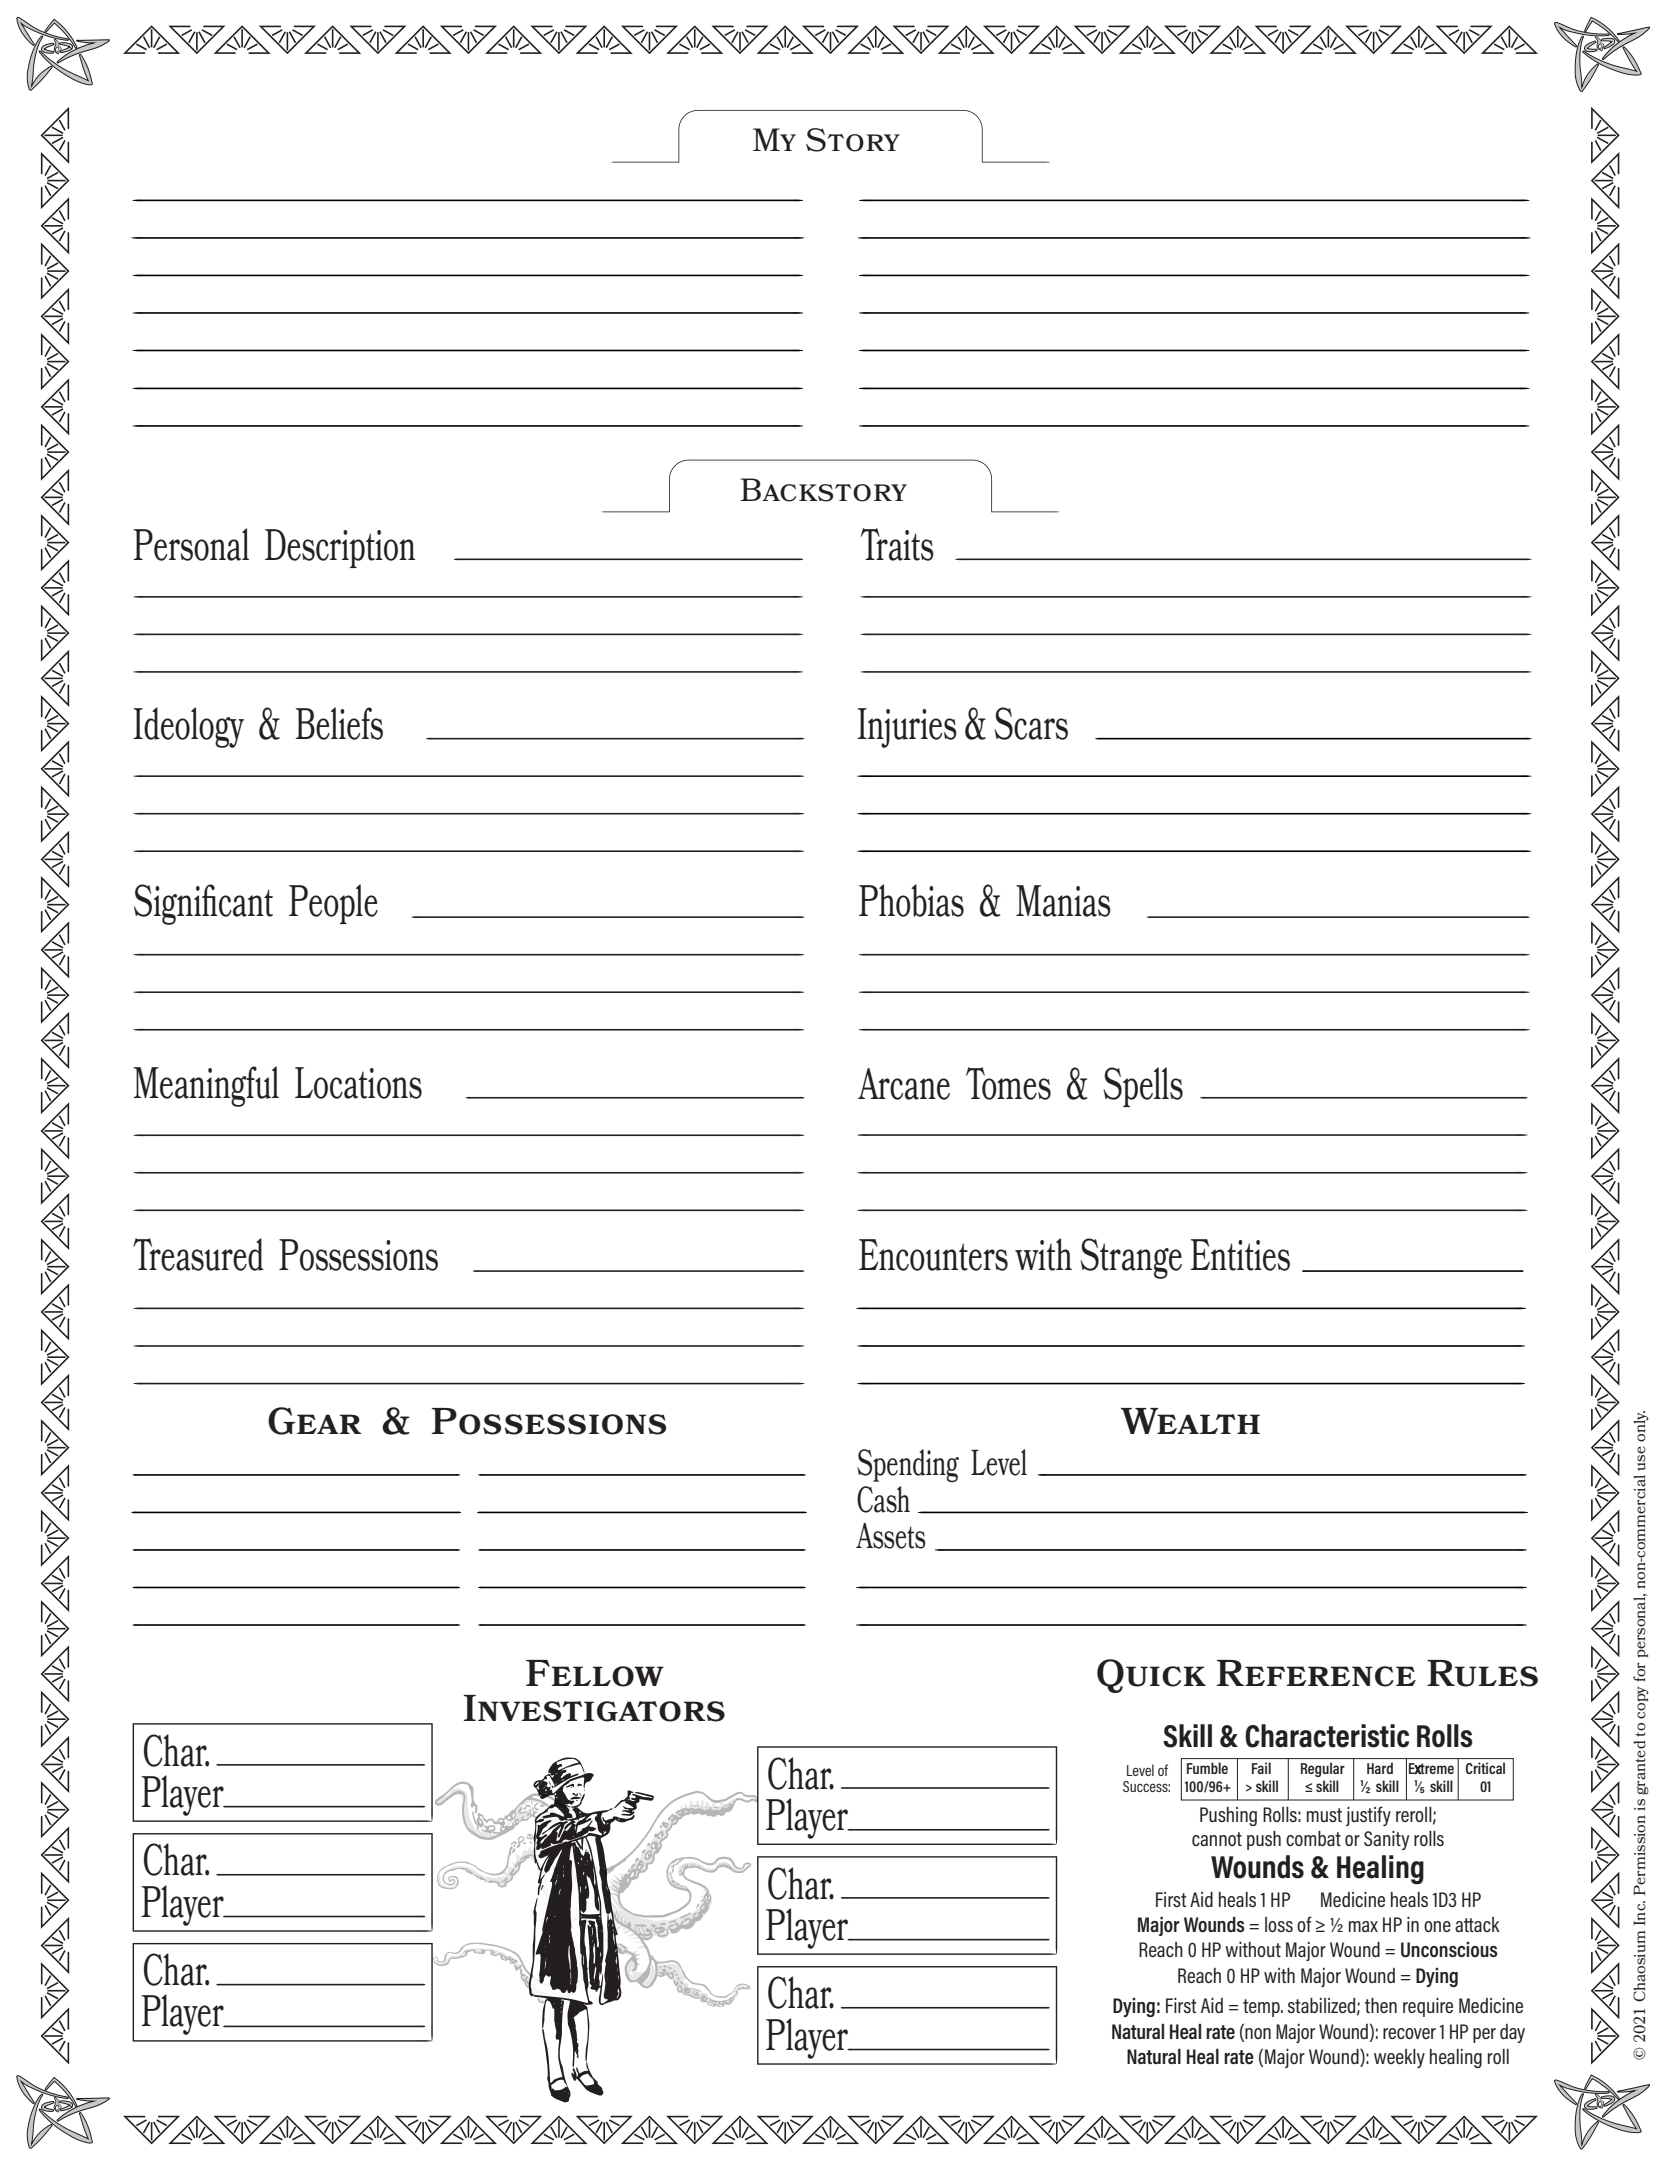 My Story
Backstory
Personal Description
Traits
Ideology & Beliefs
Injuries & Scars
Significant People
Phobias & Manias
Meaningful Locations
Arcane Tomes & Spells
Treasured Possessions
Encounters with Strange Entities
Gear & Possessions
Wealth
Spending Level
Cash
Assets
Fellow
Investigators
Char.
Player
Char.
Player
Char.
Player
Char.
Player
Char.
Player
Char.
Player
Quick Reference Rules
Skill & Characteristic Rolls
Level of Success:
Fumble 100/96+
Fail > skill
Regular ≤ skill
Hard ½ skill
Extreme ⅕ skill
Critical 01
Pushing Rolls: must justify reroll;
cannot push combat or Sanity rolls
Wounds & Healing
First Aid heals 1 HP Medicine heals 1D3 HP
Major Wounds = loss of ≥ ½ max HP in one attack
Reach 0 HP without Major Wound = Unconscious
Reach 0 HP with Major Wound = Dying
Dying: First Aid = temp. stabilized; then require Medicine
Natural Heal rate (non Major Wound): recover 1 HP per day
Natural Heal rate (Major Wound): weekly healing roll
© 2021 Chaosium Inc. Permission is granted to copy for personal, non-commercial use only.